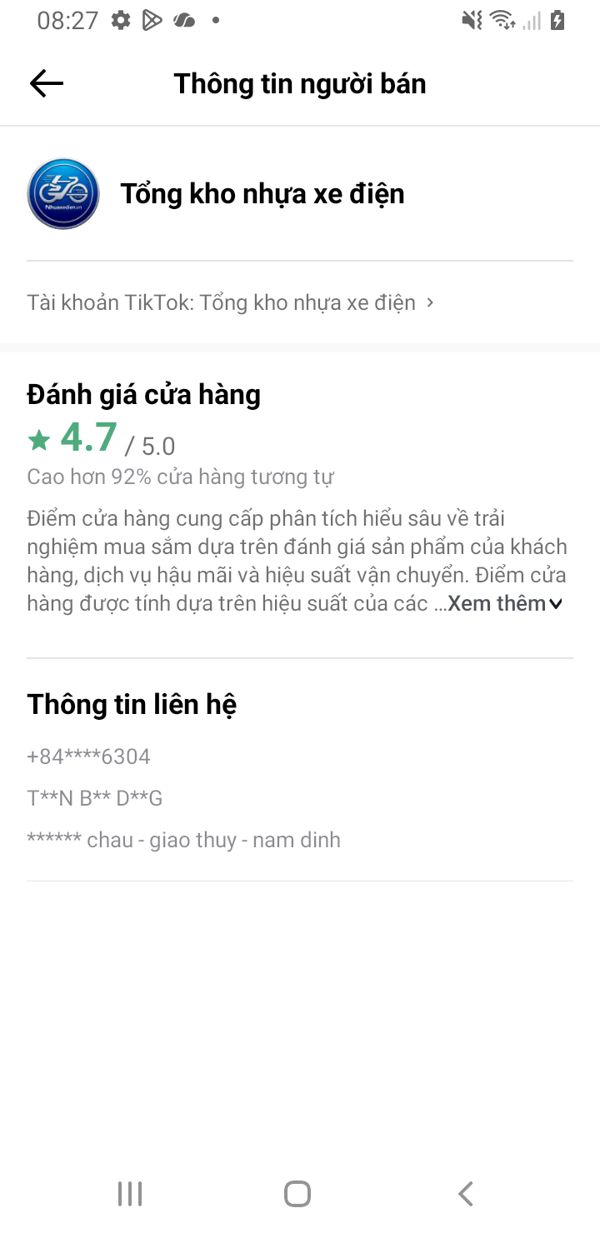 08:27
Thông tin người bán
Nhuaxedien.vn
Tổng kho nhựa xe điện
Tài khoản TikTok: Tổng kho nhựa xe điện
Đánh giá cửa hàng
4.7 / 5.0
Cao hơn 92% cửa hàng tương tự
Điểm cửa hàng cung cấp phân tích hiểu sâu về trải
nghiệm mua sắm dựa trên đánh giá sản phẩm của khách
hàng, dịch vụ hậu mãi và hiệu suất vận chuyển. Điểm cửa
hàng được tính dựa trên hiệu suất của các ...Xem thêm
Thông tin liên hệ
+84****6304
T**N B** D**G
****** chau - giao thuy - nam dinh